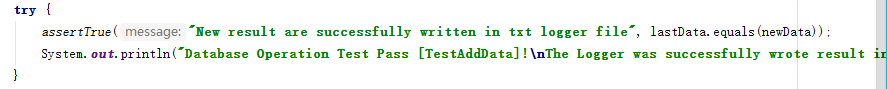 try {
assertTrue( message: "New result are successfully written in txt logger file", lastData.equals(newData));
System.out.println("Database Operation Test Pass [TestAddData]!\nThe Logger was successfully wrote result in
}